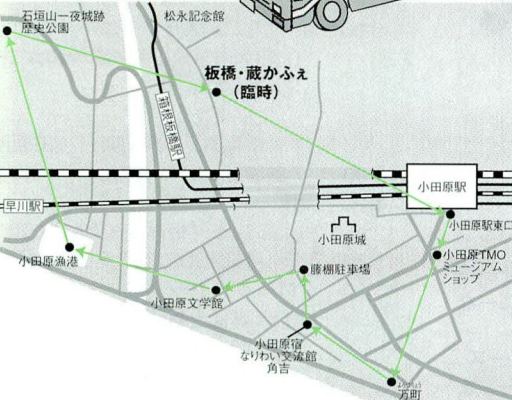 石垣山一夜城跡
歴史公園
松永記念館
板橋・蔵かふぇ
(臨時)
箱根板橋駅
早川駅
小田原駅
小田原駅東口
小田原城
小田原TMO
ミュージアム
ショップ
小田原漁港
藤棚駐車場
小田原文学館
小田原宿
なりわい交流館
角吉
万町